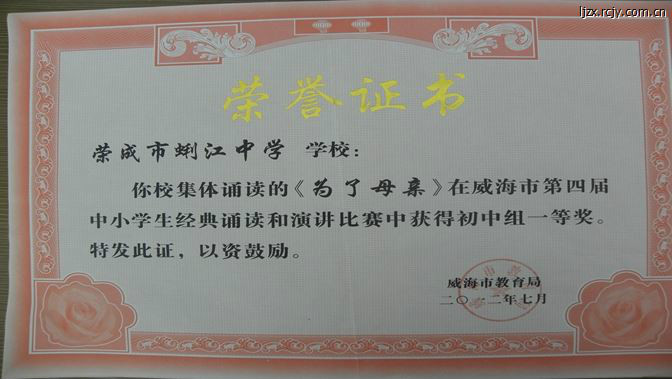 ljzx.rcjy.com.cn
荣誉证书
荣成市蜊江中学 学校：
你校集体诵读的《为了母亲》在威海市第四届
中小学生经典诵读和演讲比赛中获得初中组一等奖。
特发此证，以资鼓励。
威海市教育局
二〇一二年七月